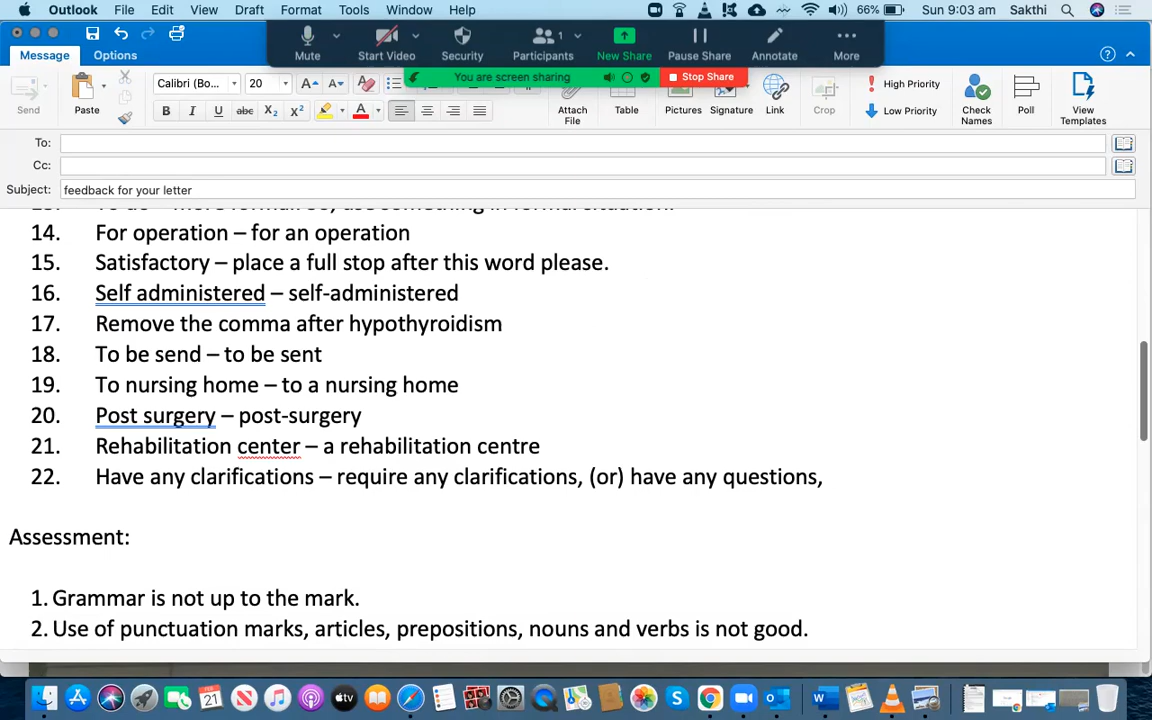 Outlook File Edit View Draft Format Tools Window Help 66% Sun 9:03 am Sakthi
Mute Start Video Security Participants 1 New Share Pause Share Annotate More
You are screen sharing Stop Share
Message Options
Send Paste Calibri (Bo... 20 A A
B I U abc X2 X2 A
Attach File Table Pictures Signature Link Crop High Priority Low Priority Check Names Poll View Templates
To:
Cc:
Subject: feedback for your letter
14. For operation – for an operation
15. Satisfactory – place a full stop after this word please.
16. Self administered – self-administered
17. Remove the comma after hypothyroidism
18. To be send – to be sent
19. To nursing home – to a nursing home
20. Post surgery – post-surgery
21. Rehabilitation center – a rehabilitation centre
22. Have any clarifications – require any clarifications, (or) have any questions,
Assessment:
1. Grammar is not up to the mark.
2. Use of punctuation marks, articles, prepositions, nouns and verbs is not good.